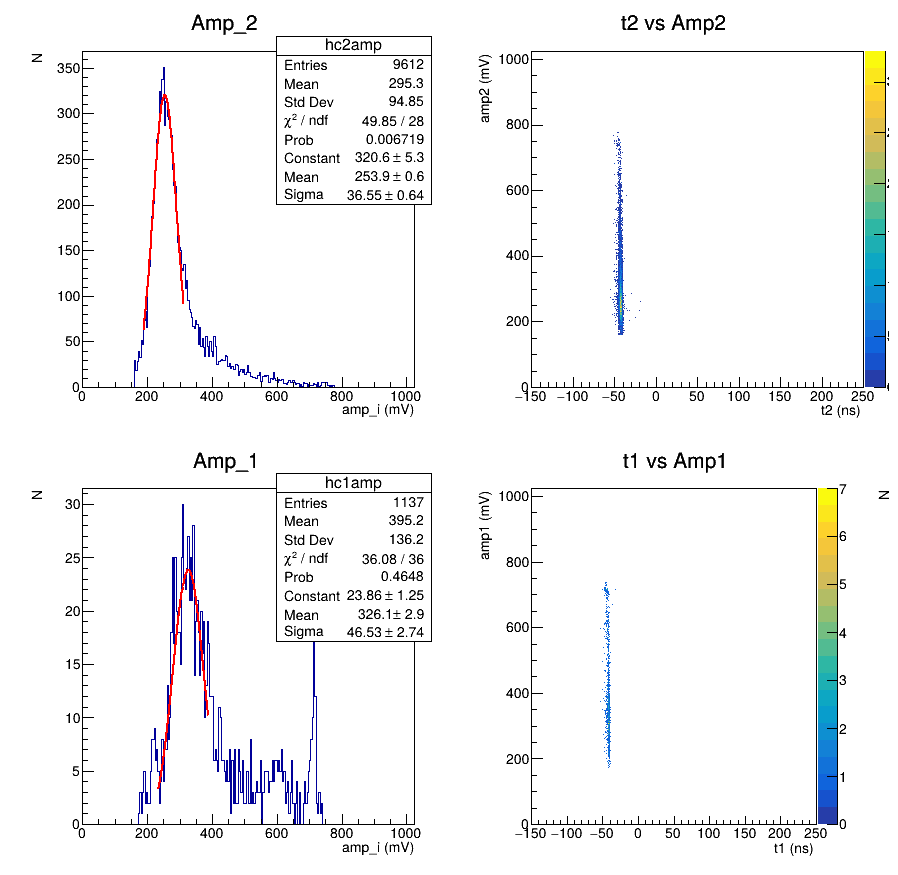 Amp_2
N
hc2amp
Entries 9612
Mean 295.3
Std Dev 94.85
χ² / ndf 49.85 / 28
Prob 0.006719
Constant 320.6 ± 5.3
Mean 253.9 ± 0.6
Sigma 36.55 ± 0.64
350
300
250
200
150
100
50
0
0 200 400 600 800 1000
amp_i (mV)
t2 vs Amp2
amp2 (mV)
1000
800
600
400
200
0
−150 −100 −50 0 50 100 150 200 250
t2 (ns)
Amp_1
N
hc1amp
Entries 1137
Mean 395.2
Std Dev 136.2
χ² / ndf 36.08 / 36
Prob 0.4648
Constant 23.86 ± 1.25
Mean 326.1 ± 2.9
Sigma 46.53 ± 2.74
30
25
20
15
10
5
0
0 200 400 600 800 1000
amp_i (mV)
t1 vs Amp1
amp1 (mV)
N
1000
800
600
400
200
0
−150 −100 −50 0 50 100 150 200 250
t1 (ns)
7
6
5
4
3
2
1
0